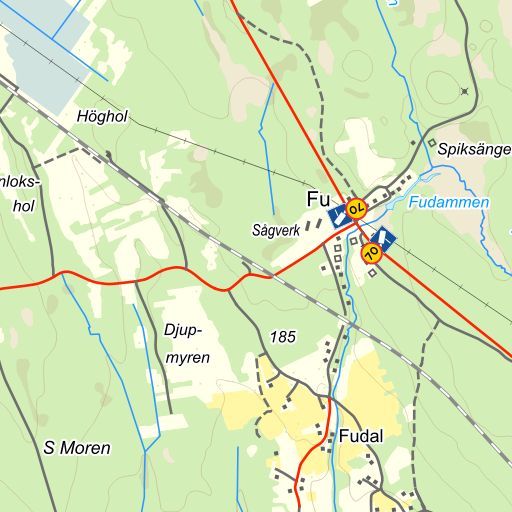 Höghol
Spiksänge
nloks-
hol
Fu
Fudammen
70
Sågverk
70
Djup-
myren
185
Fudal
S Moren